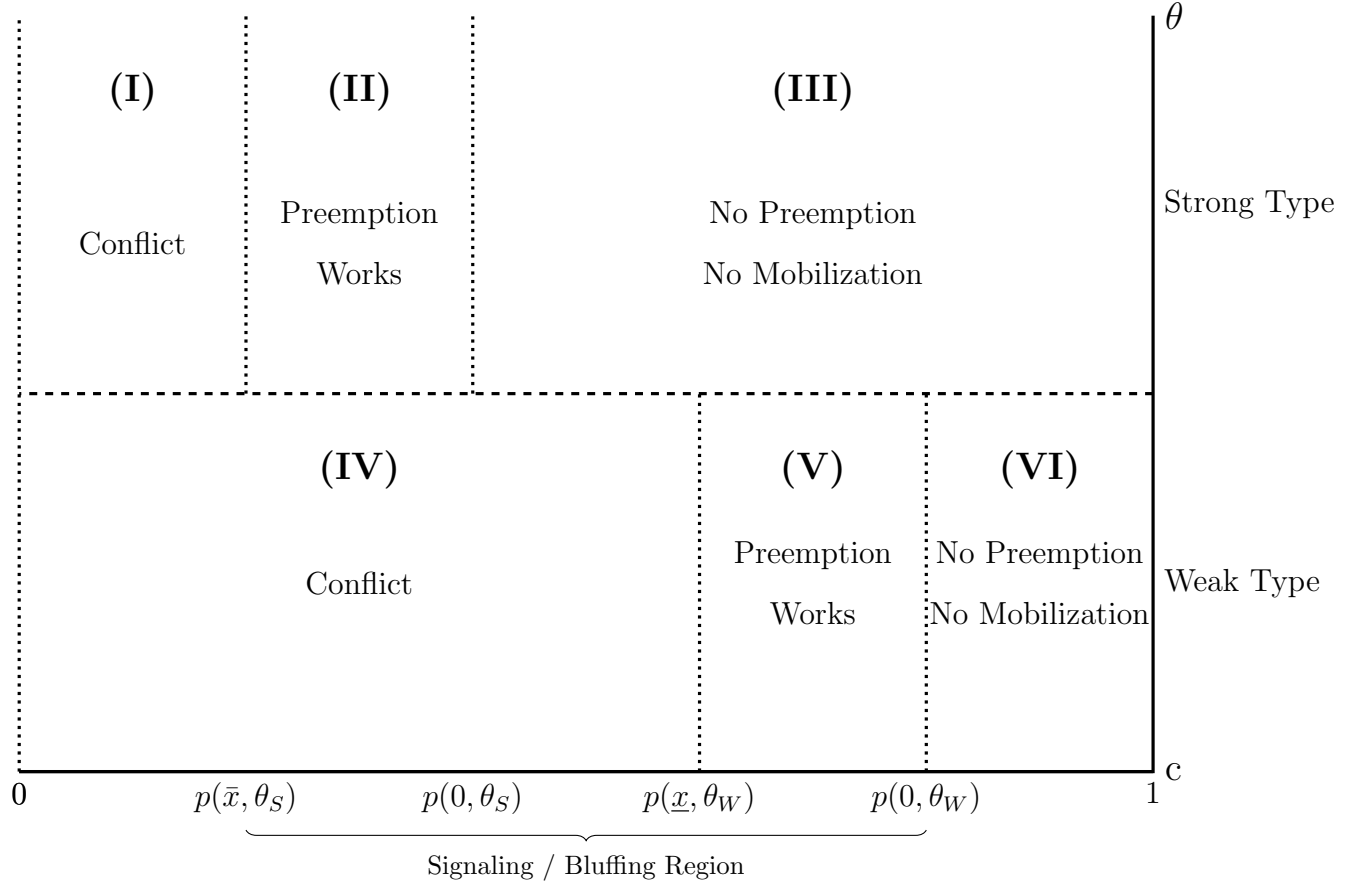 θ
(I)
(II)
(III)
Conflict
Preemption
Works
No Preemption
No Mobilization
Strong Type
(IV)
(V)
(VI)
Conflict
Preemption
Works
No Preemption
No Mobilization
Weak Type
c
0
p(x̄, θ_S)
p(0, θ_S)
p(x̲, θ_W)
p(0, θ_W)
1
Signaling / Bluffing Region